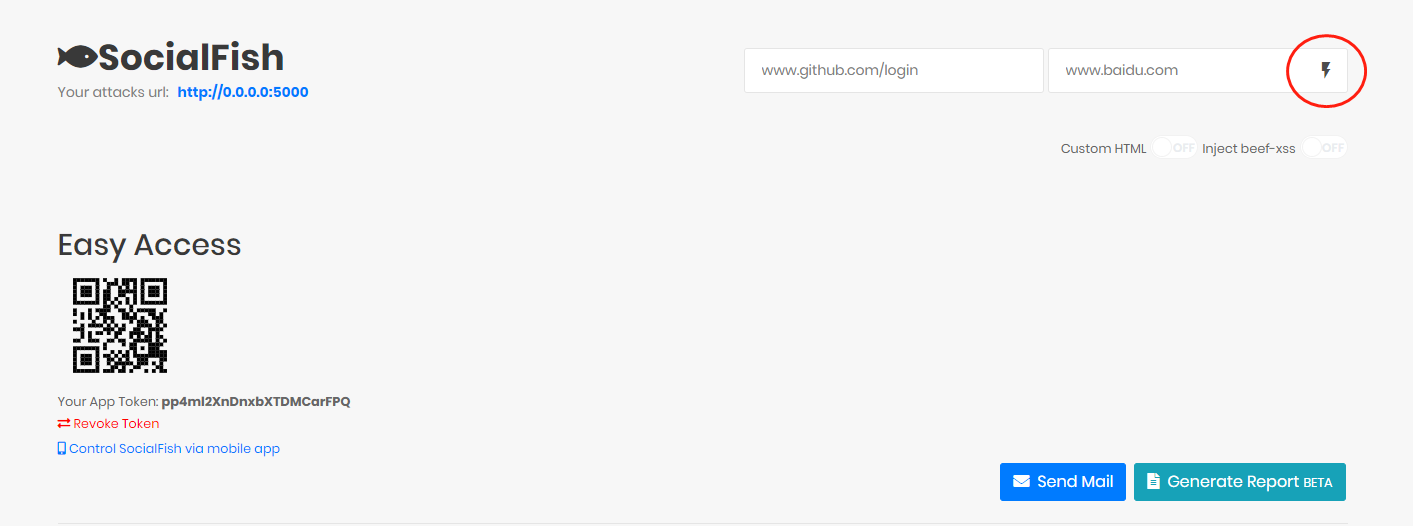 SocialFish
Your attacks url: http://0.0.0.0:5000
www.github.com/login
www.baidu.com
Custom HTML OFF Inject beef-xss OFF
Easy Access
Your App Token: pp4ml2XnDnxbXTDMCarFPQ
Revoke Token
Control SocialFish via mobile app
Send Mail
Generate Report BETA